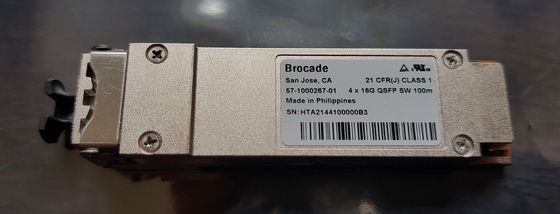 Brocade
San Jose, CA 21 CFR(J) CLASS 1
57-1000267-01 4 x 16G QSFP SW 100m
Made in Philippines
SN: HTA2144100000B3